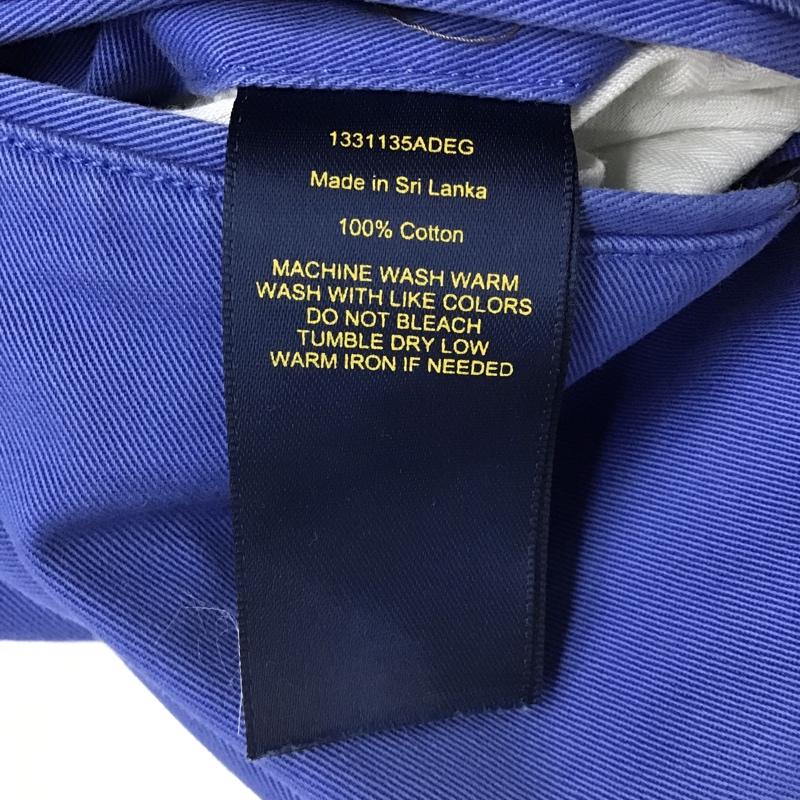 1331135ADEG
Made in Sri Lanka
100% Cotton
MACHINE WASH WARM
WASH WITH LIKE COLORS
DO NOT BLEACH
TUMBLE DRY LOW
WARM IRON IF NEEDED